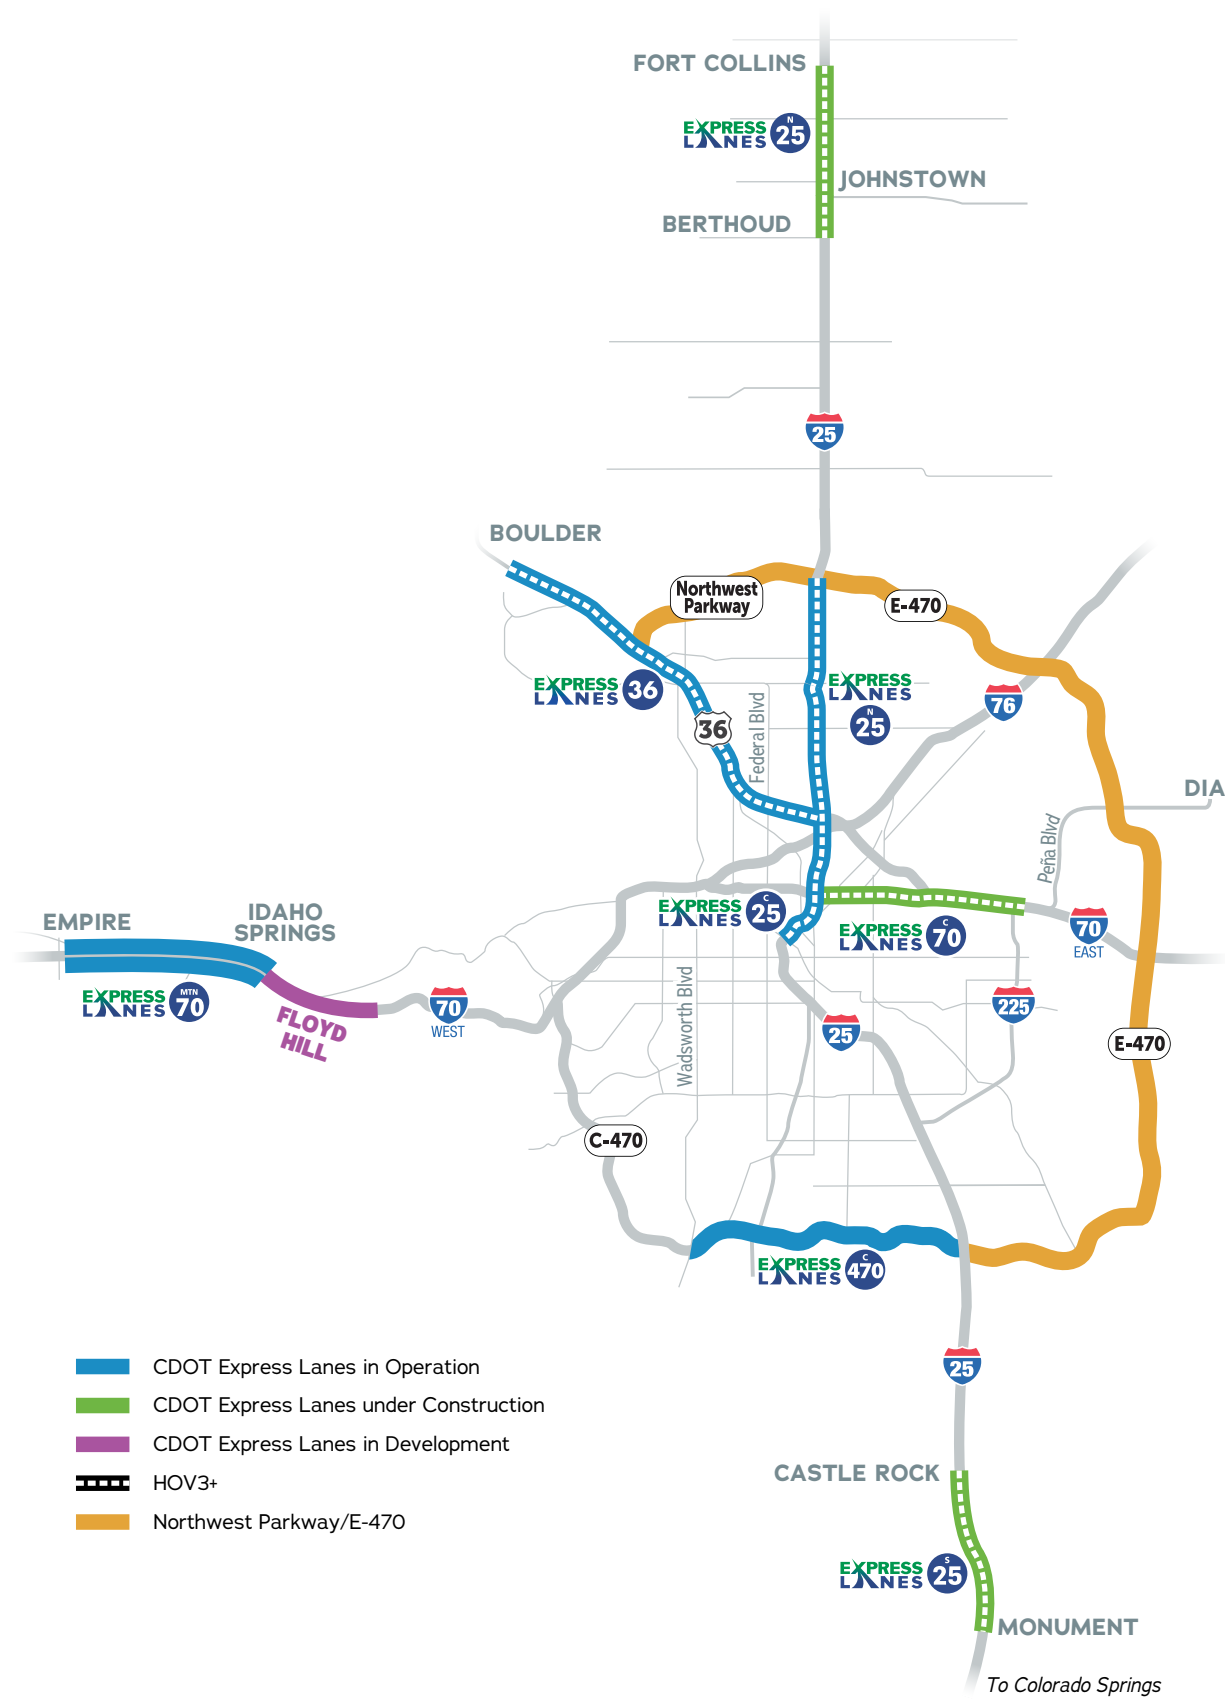 FORT COLLINS
EXPRESS
LANES
N
25
JOHNSTOWN
BERTHOUD
25
BOULDER
Northwest
Parkway
E-470
EXPRESS
LANES
36
EXPRESS
LANES
N
25
76
36
Federal Blvd
DIA
Peña Blvd
EXPRESS
LANES
C
25
EXPRESS
LANES
C
70
70
EAST
EMPIRE
IDAHO
SPRINGS
EXPRESS
LANES
MTN
70
FLOYD
HILL
70
WEST
Wadsworth Blvd
25
225
E-470
C-470
EXPRESS
LANES
C
470
25
CDOT Express Lanes in Operation
CDOT Express Lanes under Construction
CDOT Express Lanes in Development
HOV3+
Northwest Parkway/E-470
CASTLE ROCK
EXPRESS
LANES
S
25
MONUMENT
To Colorado Springs